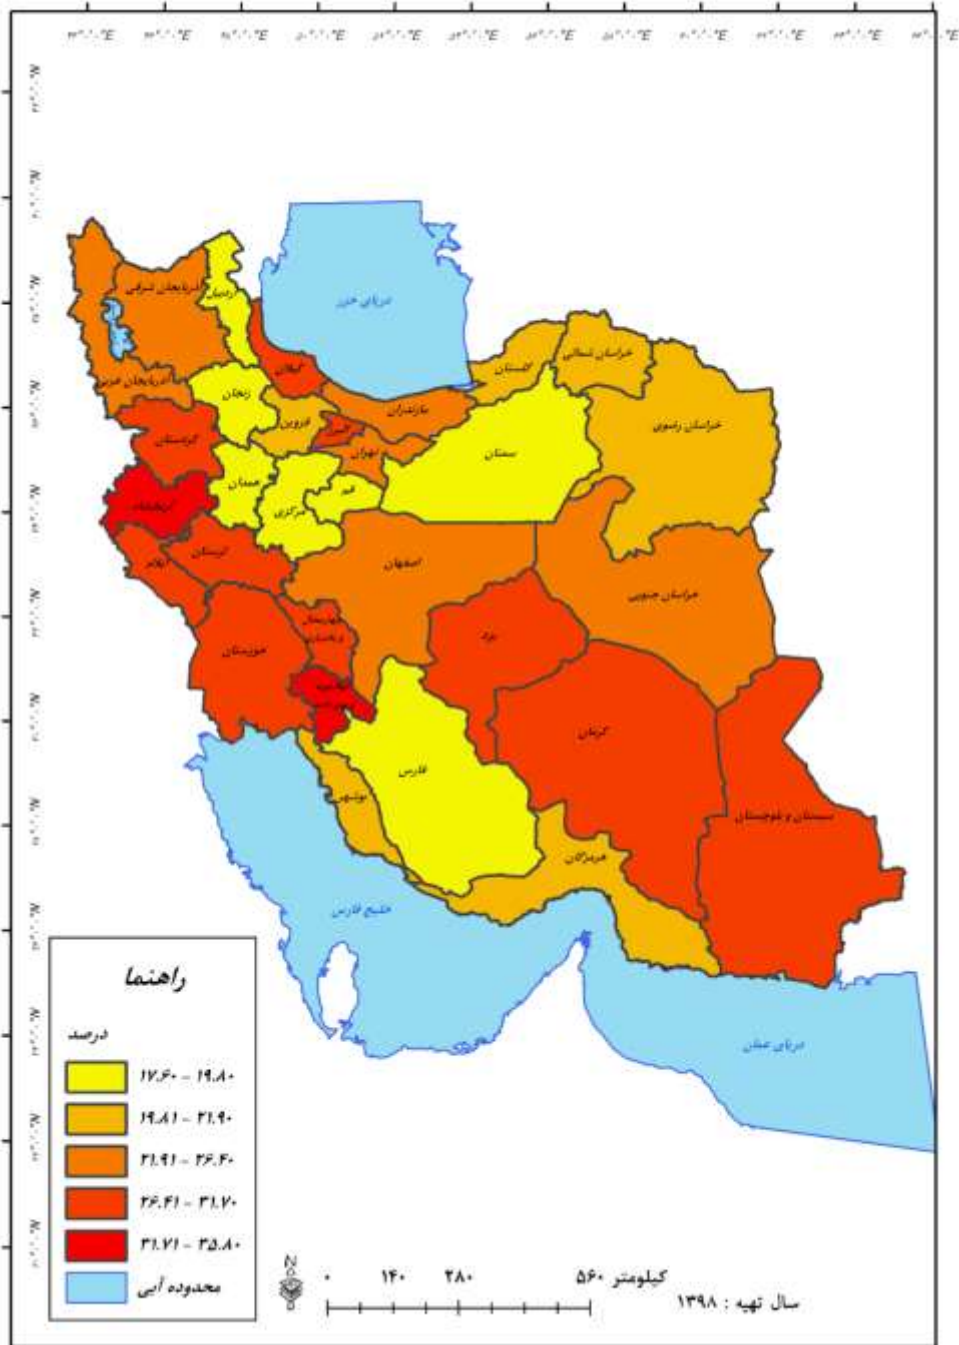 دریای خزر
آذربایجان شرقی
اردبیل
گیلان
خراسان شمالی
گلستان
آذربایجان غربی
زنجان
مازندران
قزوین
خراسان رضوی
کردستان
تهران
سمنان
همدان
قم
مرکزی
کرمانشاه
لرستان
ایلام
اصفهان
خراسان جنوبی
چهارمحال
و بختیاری
یزد
خوزستان
کرمان
فارس
بوشهر
سیستان و بلوچستان
هرمزگان
خلیج فارس
دریای عمان
راهنما
درصد
۱۷.۶۰ - ۱۹.۸۰
۱۹.۸۱ - ۲۱.۹۰
۲۱.۹۱ - ۲۶.۴۰
۲۶.۴۱ - ۳۱.۷۰
۳۱.۷۱ - ۳۵.۸۰
محدوده آبی
N
۰ ۱۴۰ ۲۸۰ ۵۶۰ کیلومتر
سال تهیه : ۱۳۹۸